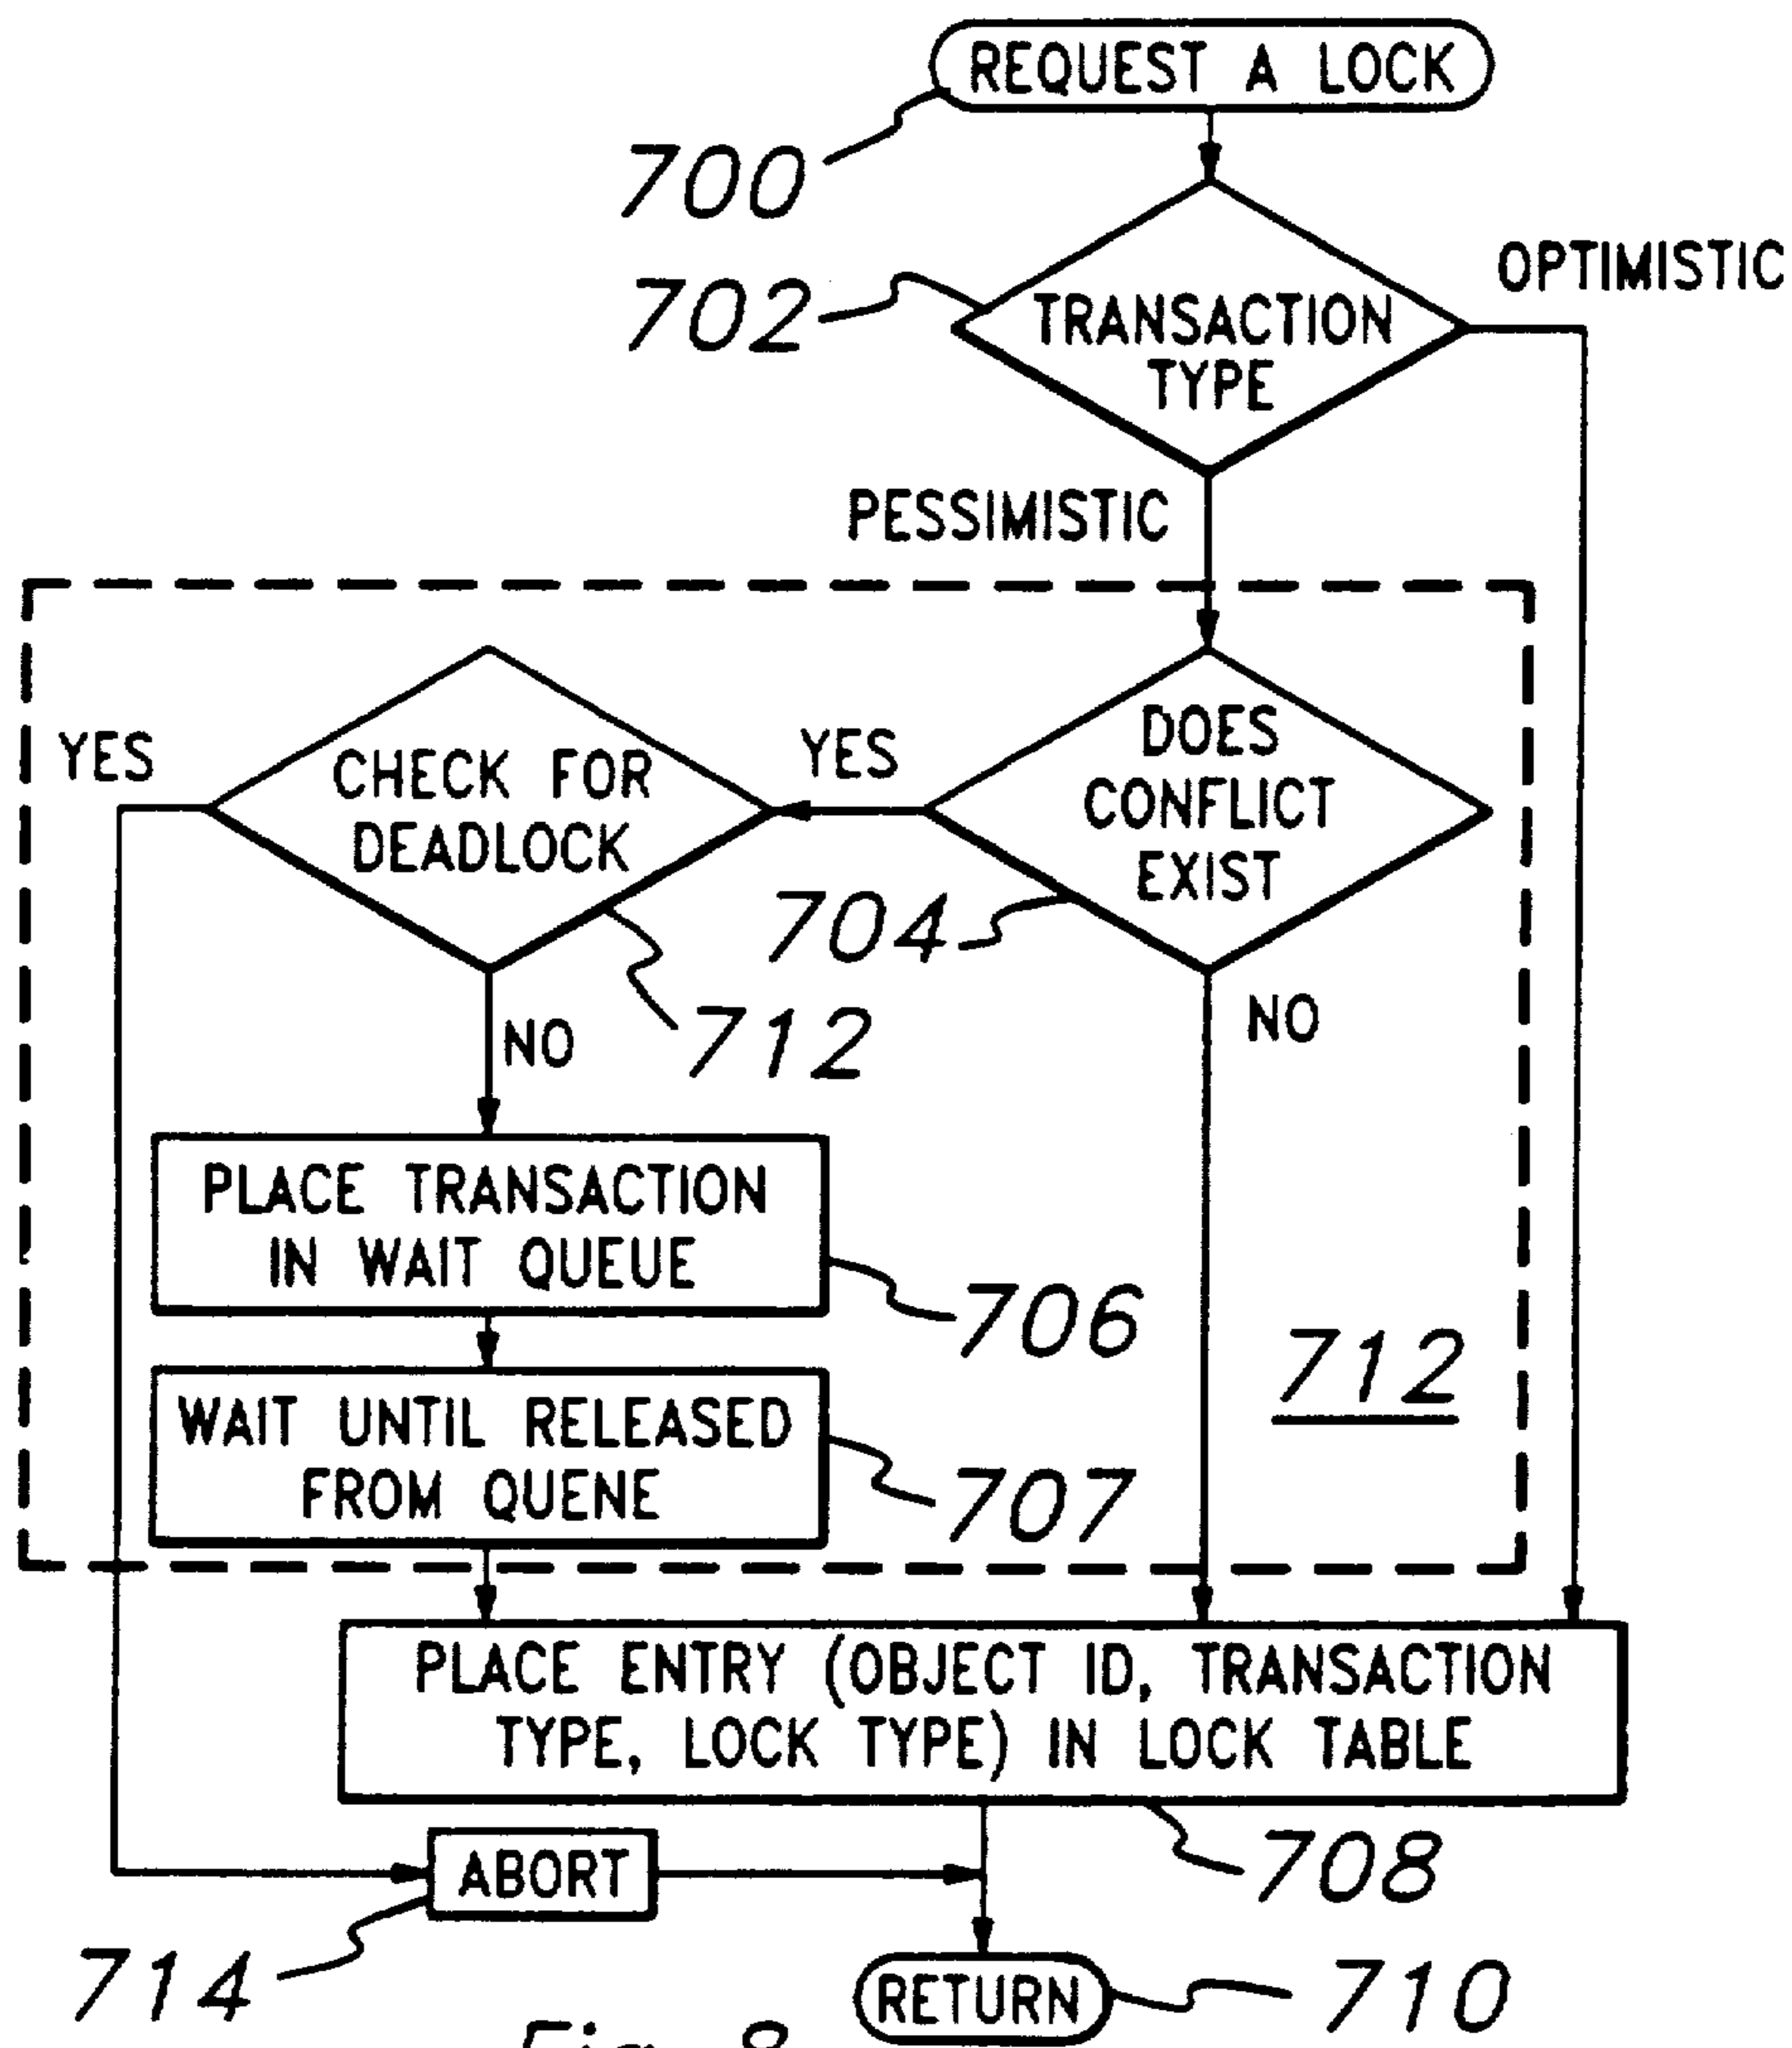 REQUEST A LOCK
700
702
TRANSACTION
TYPE
OPTIMISTIC
PESSIMISTIC
YES
CHECK FOR
DEADLOCK
YES
DOES
CONFLICT
EXIST
704
712
NO
NO
PLACE TRANSACTION
IN WAIT QUEUE
706
712
WAIT UNTIL RELEASED
FROM QUENE
707
PLACE ENTRY (OBJECT ID, TRANSACTION
TYPE, LOCK TYPE) IN LOCK TABLE
708
ABORT
714
RETURN
710
Fig. 8